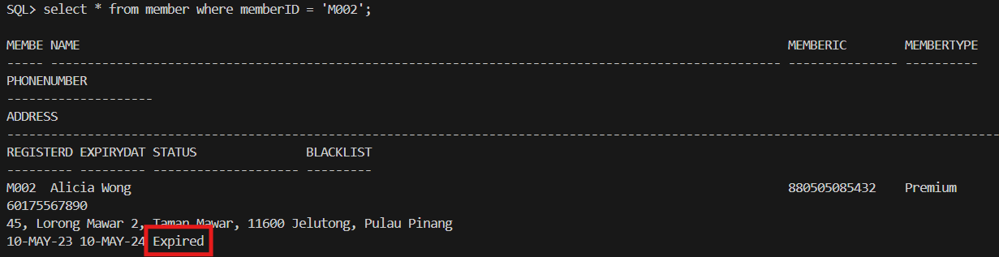 SQL> select * from member where memberID = 'M002';
MEMBE NAME MEMBERIC MEMBERTYPE
----- ---------------------------------------------------------------------------------------------------- --------------- ----------
PHONENUMBER
--------------------
ADDRESS
----------------------------------------------------------------------------------------------------------------------------------------
REGISTERD EXPIRYDAT STATUS BLACKLIST
--------- --------- -------------------- ---------
M002 Alicia Wong 880505085432 Premium
60175567890
45, Lorong Mawar 2, Taman Mawar, 11600 Jelutong, Pulau Pinang
10-MAY-23 10-MAY-24 Expired